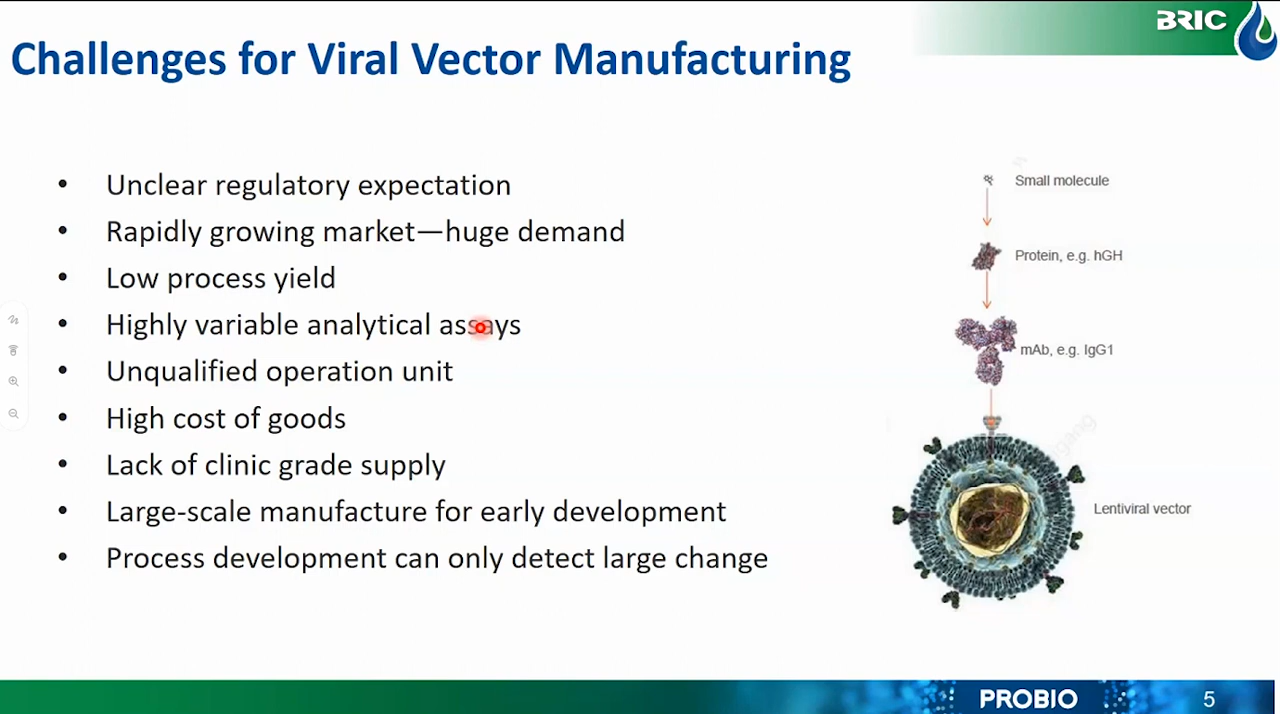 BRIC
Challenges for Viral Vector Manufacturing
• Unclear regulatory expectation
• Rapidly growing market—huge demand
• Low process yield
• Highly variable analytical assays
• Unqualified operation unit
• High cost of goods
• Lack of clinic grade supply
• Large-scale manufacture for early development
• Process development can only detect large change
Small molecule
Protein, e.g. hGH
mAb, e.g. IgG1
Lentiviral vector
PROBIO
5